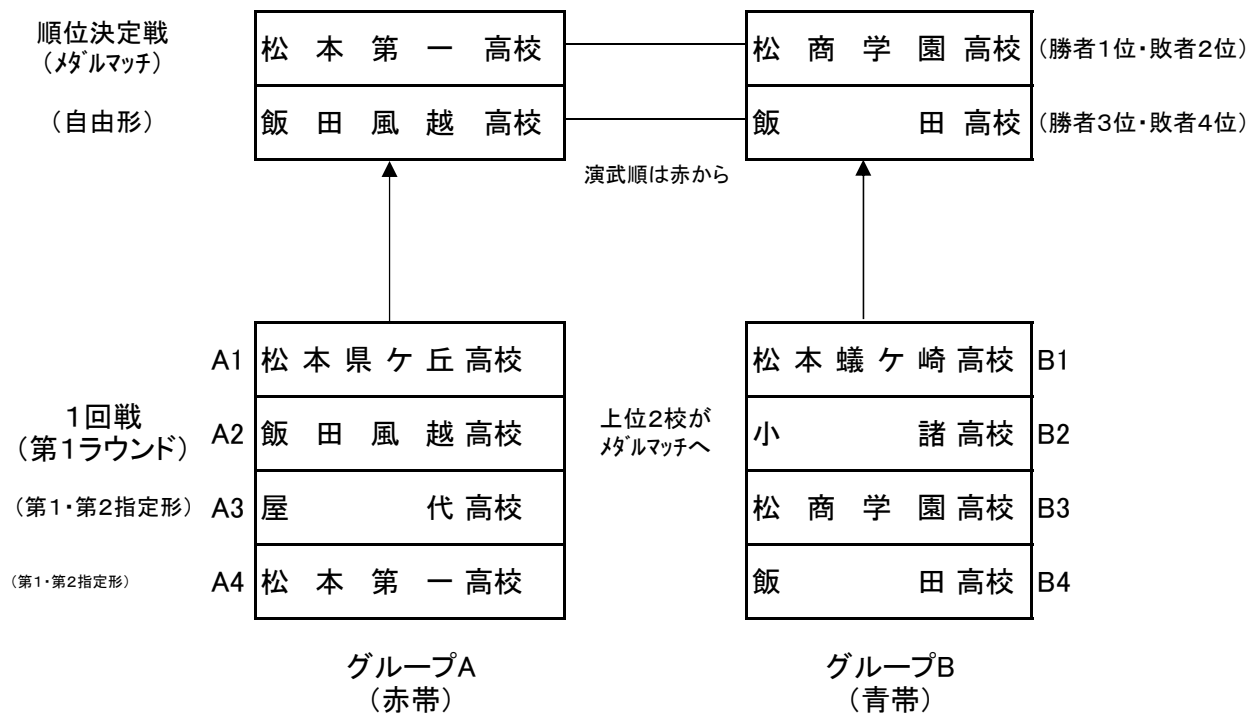 順位決定戦
(メダルマッチ)
松本第一高校
松商学園高校
(勝者1位・敗者2位)
(自由形)
飯田風越高校
飯田高校
(勝者3位・敗者4位)
演武順は赤から
A1 松本県ケ丘高校
松本蟻ケ崎高校 B1
1回戦
(第1ラウンド)
A2 飯田風越高校
上位2校が
メダルマッチへ
小諸高校 B2
(第1・第2指定形)
A3 屋代高校
松商学園高校 B3
(第1・第2指定形)
A4 松本第一高校
飯田高校 B4
グループA
(赤帯)
グループB
(青帯)